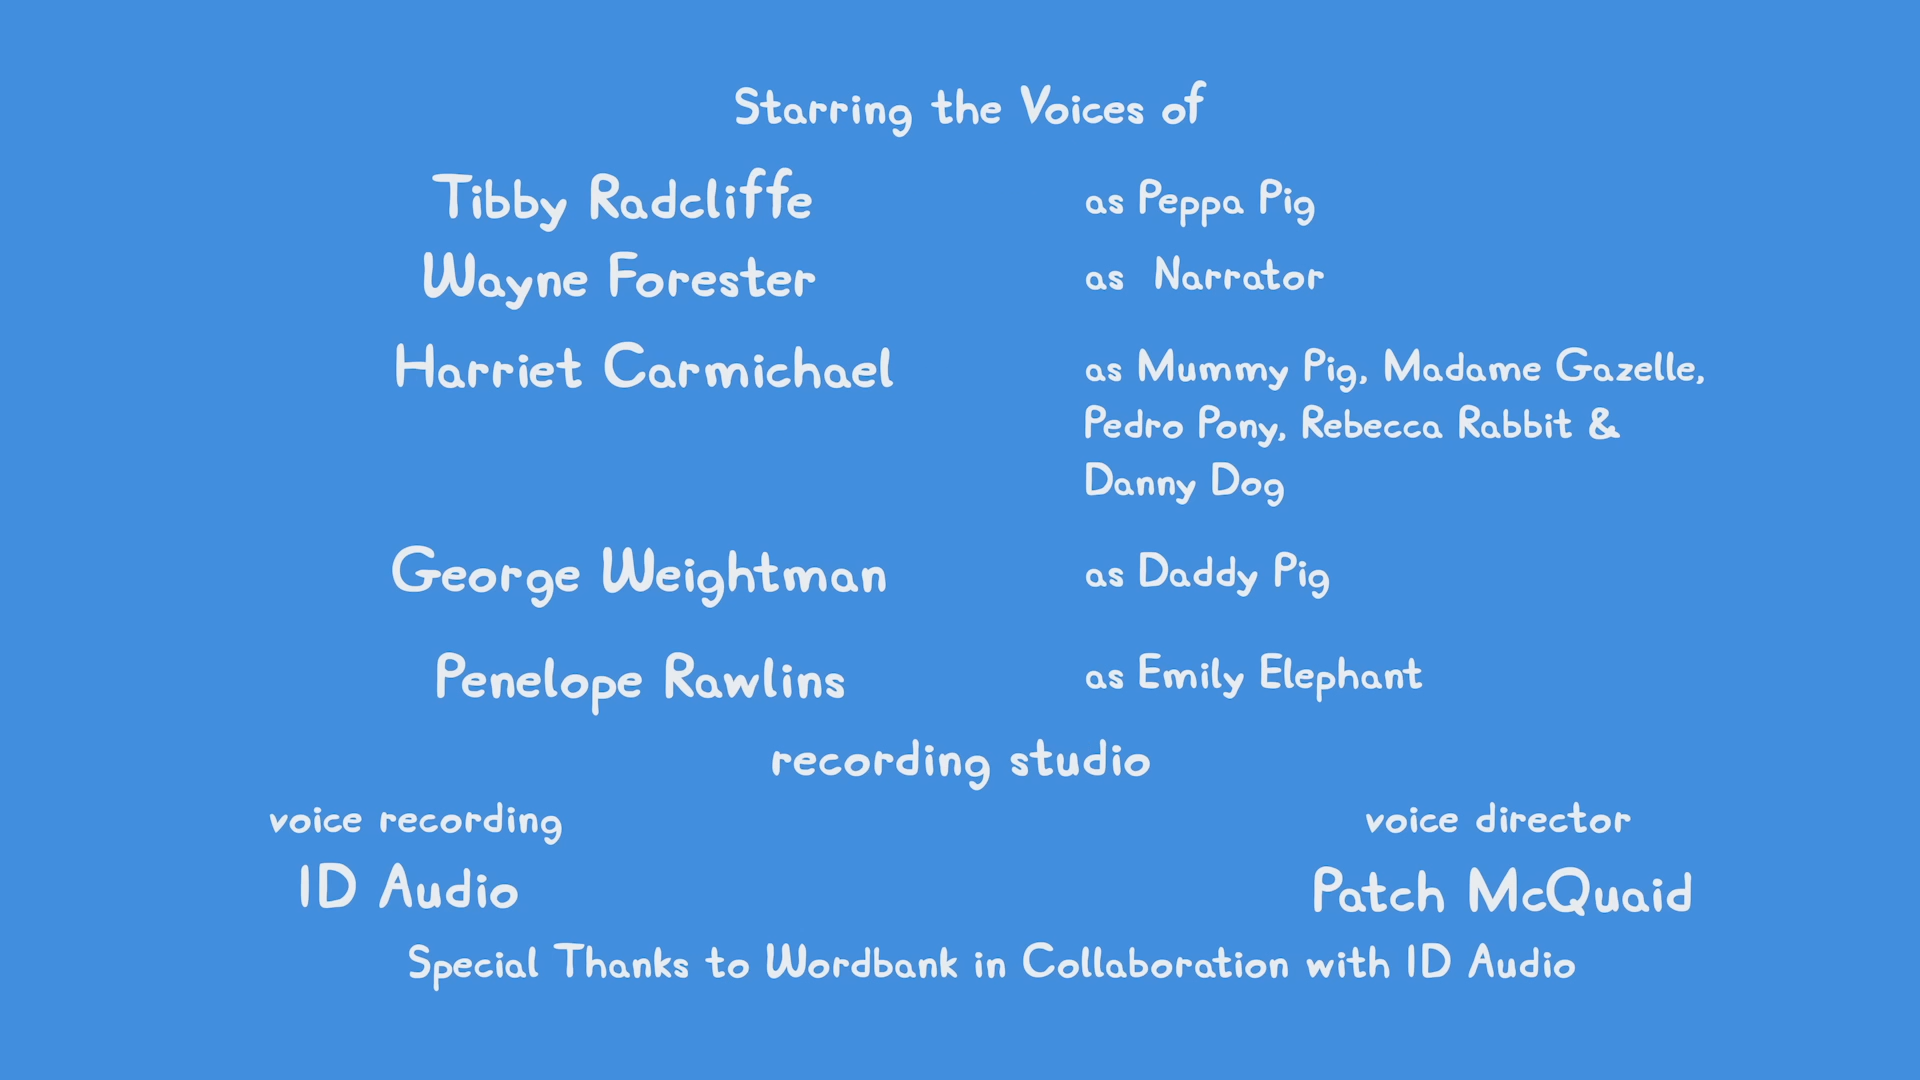 Starring the Voices of
Tibby Radcliffe as Peppa Pig
Wayne Forester as Narrator
Harriet Carmichael as Mummy Pig, Madame Gazelle,
Pedro Pony, Rebecca Rabbit &
Danny Dog
George Weightman as Daddy Pig
Penelope Rawlins as Emily Elephant
recording studio
voice recording voice director
ID Audio Patch McQuaid
Special Thanks to Wordbank in Collaboration with ID Audio